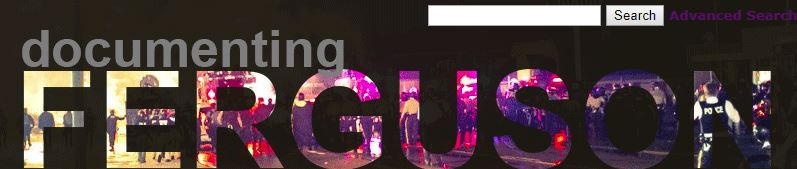 Search Advanced Search
documenting
FERGUSON
POLICE